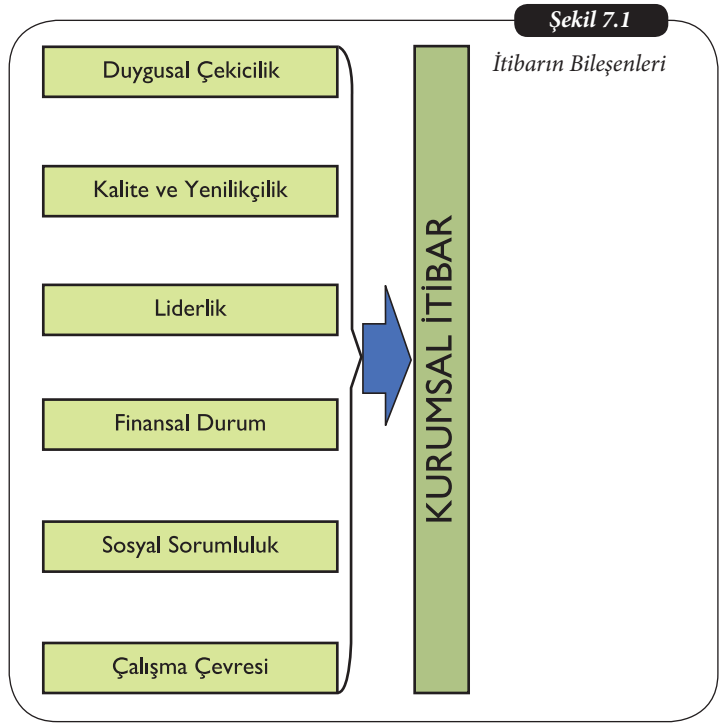 Şekil 7.1
İtibarın Bileşenleri
Duygusal Çekicilik
Kalite ve Yenilikçilik
Liderlik
Finansal Durum
Sosyal Sorumluluk
Çalışma Çevresi
KURUMSAL İTİBAR